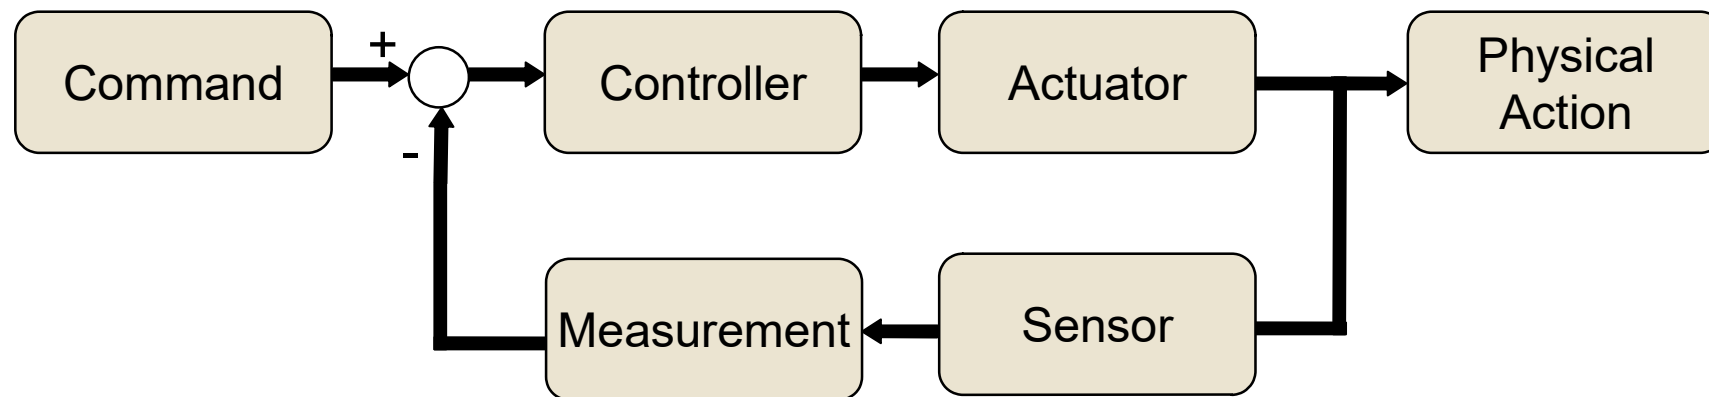 Command
+
-
Controller
Actuator
Physical
Action
Measurement
Sensor